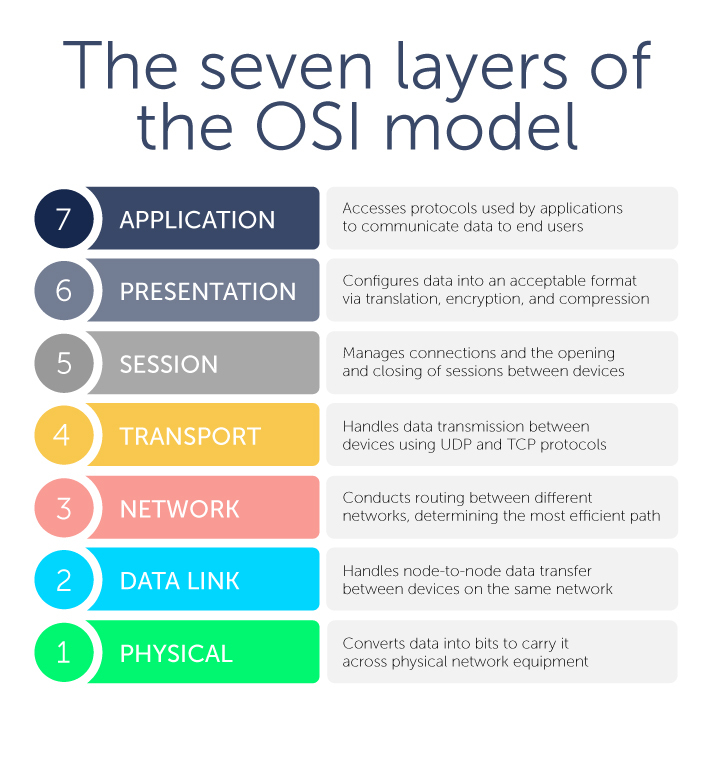 The seven layers of
the OSI model
7
APPLICATION
Accesses protocols used by applications
to communicate data to end users
6
PRESENTATION
Configures data into an acceptable format
via translation, encryption, and compression
5
SESSION
Manages connections and the opening
and closing of sessions between devices
4
TRANSPORT
Handles data transmission between
devices using UDP and TCP protocols
3
NETWORK
Conducts routing between different
networks, determining the most efficient path
2
DATA LINK
Handles node-to-node data transfer
between devices on the same network
1
PHYSICAL
Converts data into bits to carry it
across physical network equipment